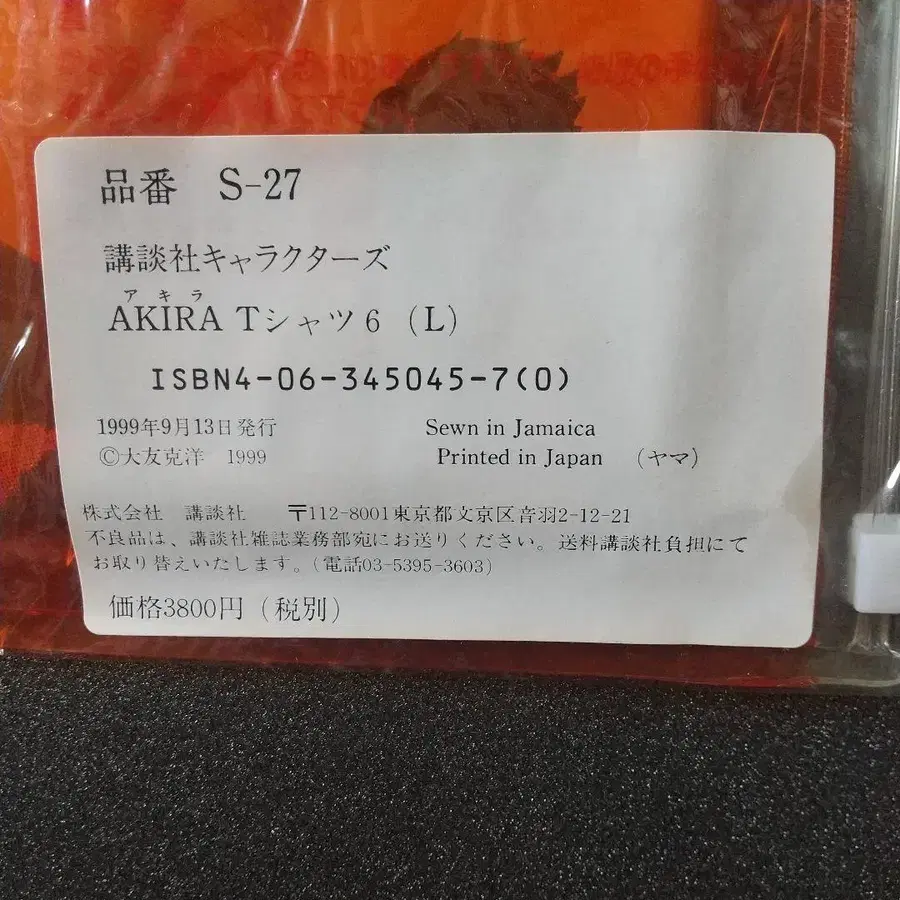 品番 S-27
講談社キャラクターズ
アキラ
AKIRA Tシャツ6 (L)
ISBN4-06-345045-7(0)
1999年9月13日発行 Sewn in Jamaica
©大友克洋 1999 Printed in Japan (ヤマ)
株式会社 講談社 〒112-8001東京都文京区音羽2-12-21
不良品は、講談社雑誌業務部宛にお送りください。送料講談社負担にて
お取り替えいたします。(電話03-5395-3603)
価格3800円 (税別)